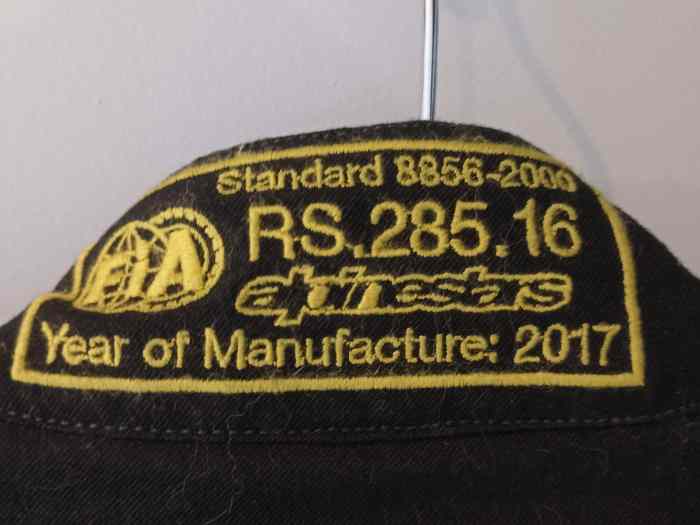 Standard 8856-2000
RS.285.16
FIA
alpinestars
Year of Manufacture: 2017